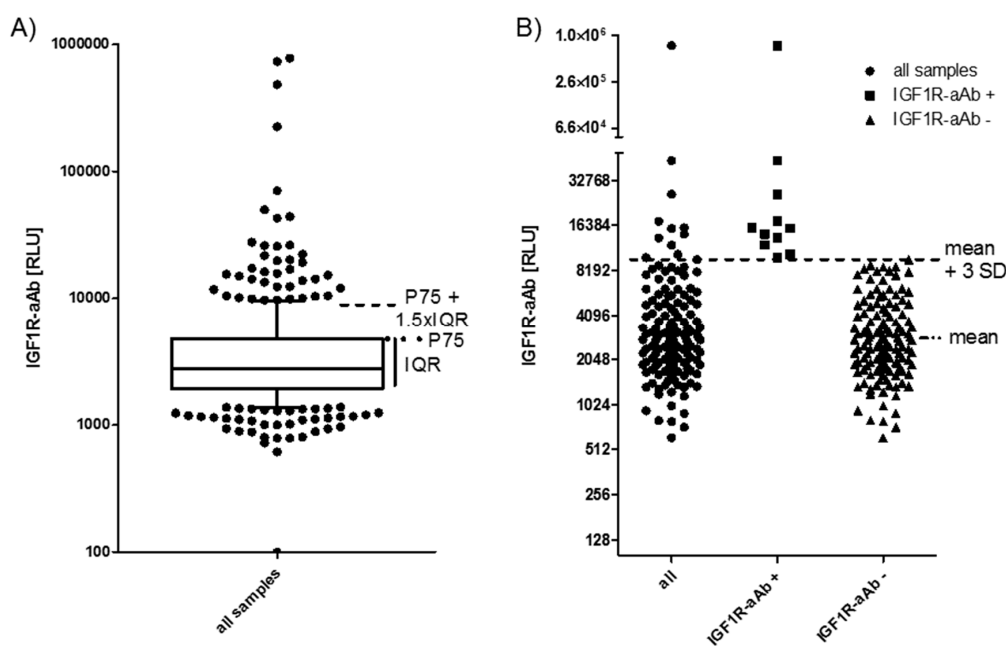 A)
IGF1R-aAb [RLU]
1000000
100000
10000
1000
100
P75 +
1.5xIQR
P75
IQR
all samples
B)
IGF1R-aAb [RLU]
1.0×10⁶
2.6×10⁵
6.6×10⁴
32768
16384
8192
4096
2048
1024
512
256
128
all samples
IGF1R-aAb +
IGF1R-aAb -
mean
+ 3 SD
mean
all
IGF1R-aAb +
IGF1R-aAb -